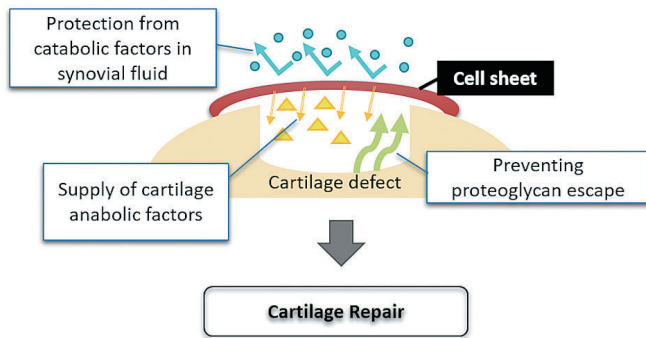 Protection from
catabolic factors in
synovial fluid
Cell sheet
Supply of cartilage
anabolic factors
Cartilage defect
Preventing
proteoglycan escape
Cartilage Repair